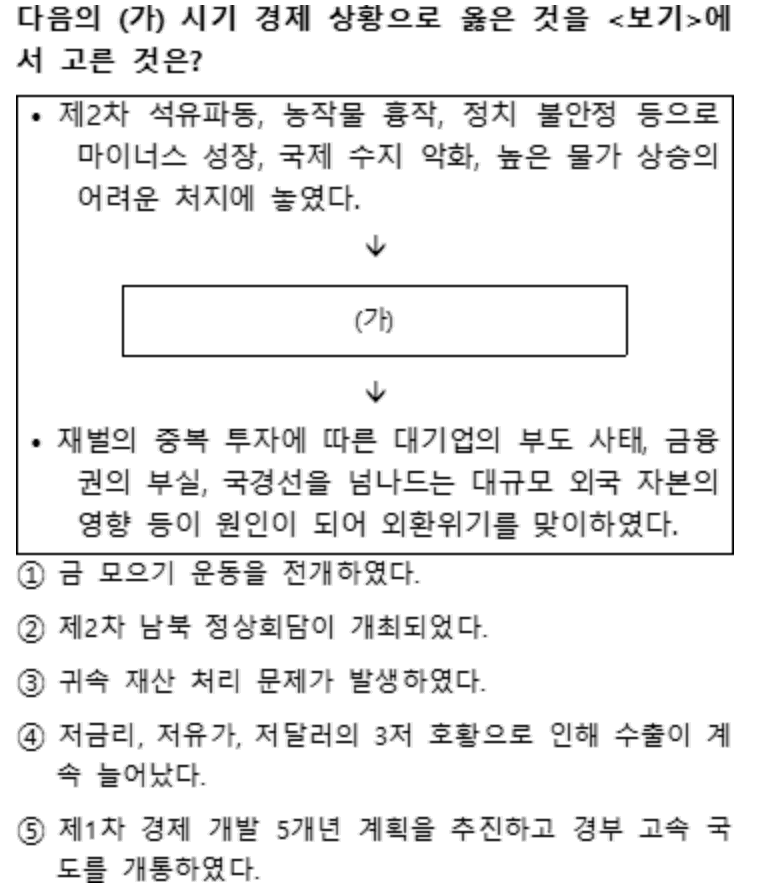 다음의 (가) 시기 경제 상황으로 옳은 것을 <보기>에
서 고른 것은?
• 제2차 석유파동, 농작물 흉작, 정치 불안정 등으로
마이너스 성장, 국제 수지 악화, 높은 물가 상승의
어려운 처지에 놓였다.
↓
(가)
↓
• 재벌의 중복 투자에 따른 대기업의 부도 사태, 금융
권의 부실, 국경선을 넘나드는 대규모 외국 자본의
영향 등이 원인이 되어 외환위기를 맞이하였다.
① 금 모으기 운동을 전개하였다.
② 제2차 남북 정상회담이 개최되었다.
③ 귀속 재산 처리 문제가 발생하였다.
④ 저금리, 저유가, 저달러의 3저 호황으로 인해 수출이 계
속 늘어났다.
⑤ 제1차 경제 개발 5개년 계획을 추진하고 경부 고속 국
도를 개통하였다.